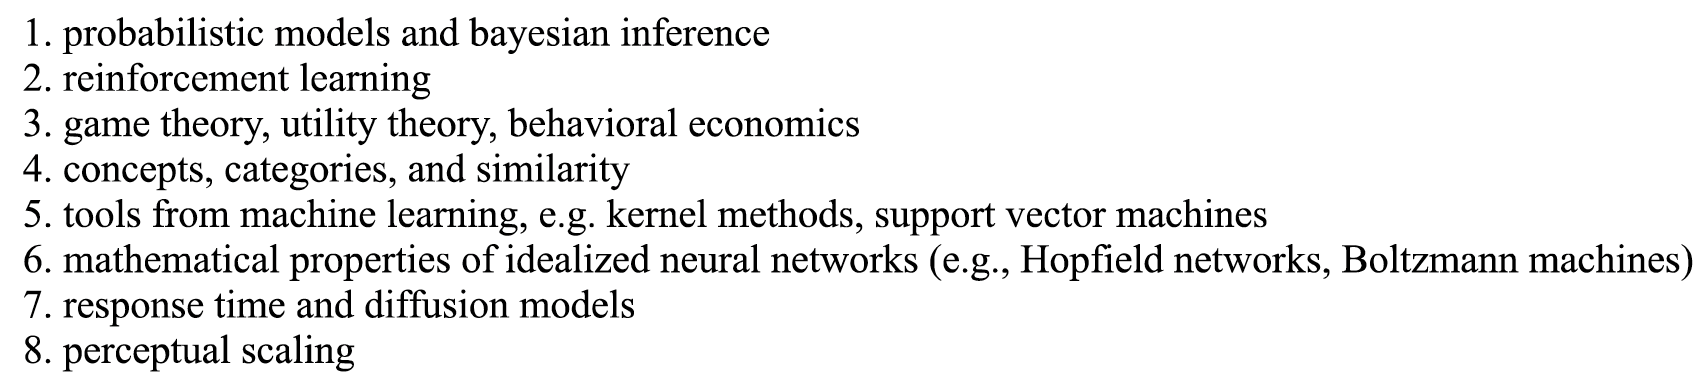 1. probabilistic models and bayesian inference
2. reinforcement learning
3. game theory, utility theory, behavioral economics
4. concepts, categories, and similarity
5. tools from machine learning, e.g. kernel methods, support vector machines
6. mathematical properties of idealized neural networks (e.g., Hopfield networks, Boltzmann machines)
7. response time and diffusion models
8. perceptual scaling